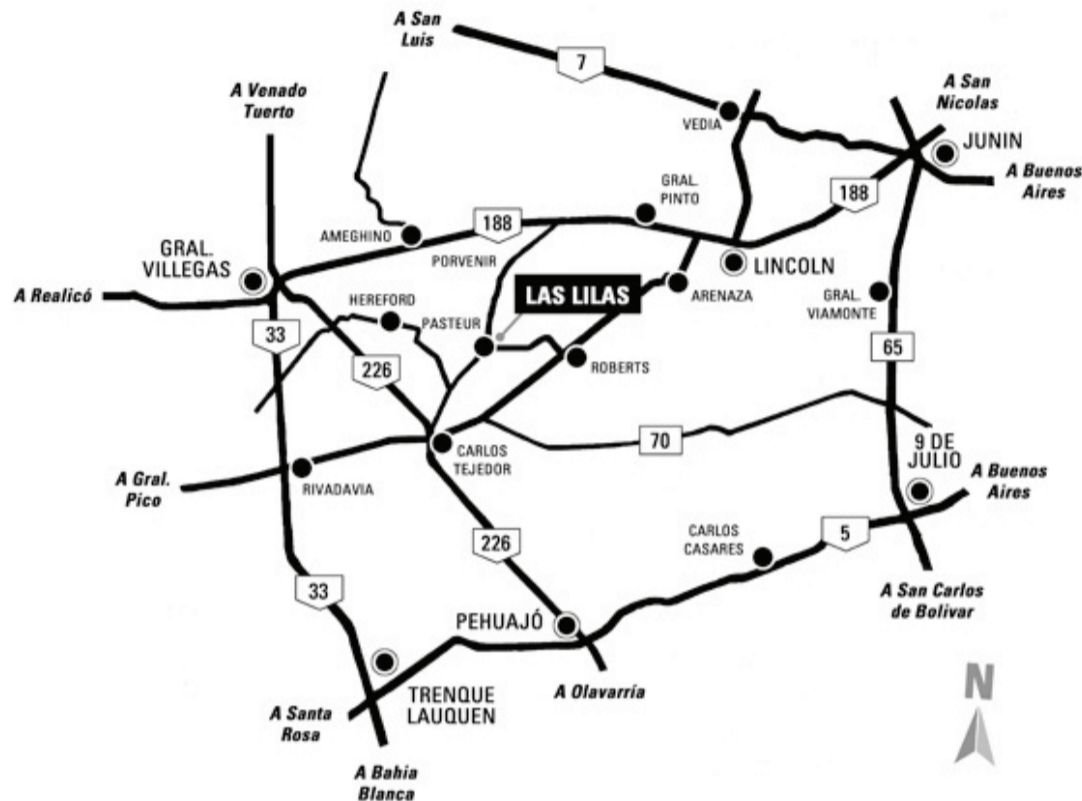 A San
Luis
7
A San
Nicolas
A Venado
Tuerto
VEDIA
JUNIN
A Buenos
Aires
GRAL.
PINTO
188
188
AMEGHINO
PORVENIR
GRAL.
VILLEGAS
LINCOLN
LAS LILAS
ARENAZA
GRAL.
VIAMONTE
A Realicó
HEREFORD
PASTEUR
33
65
ROBERTS
226
70
CARLOS
TEJEDOR
9 DE
JULIO
A Buenos
Aires
A Gral.
Pico
RIVADAVIA
226
CARLOS
CASARES
5
33
A San Carlos
de Bolivar
PEHUAJÓ
A Olavarría
TRENQUE
LAUQUEN
N
A Santa
Rosa
A Bahia
Blanca